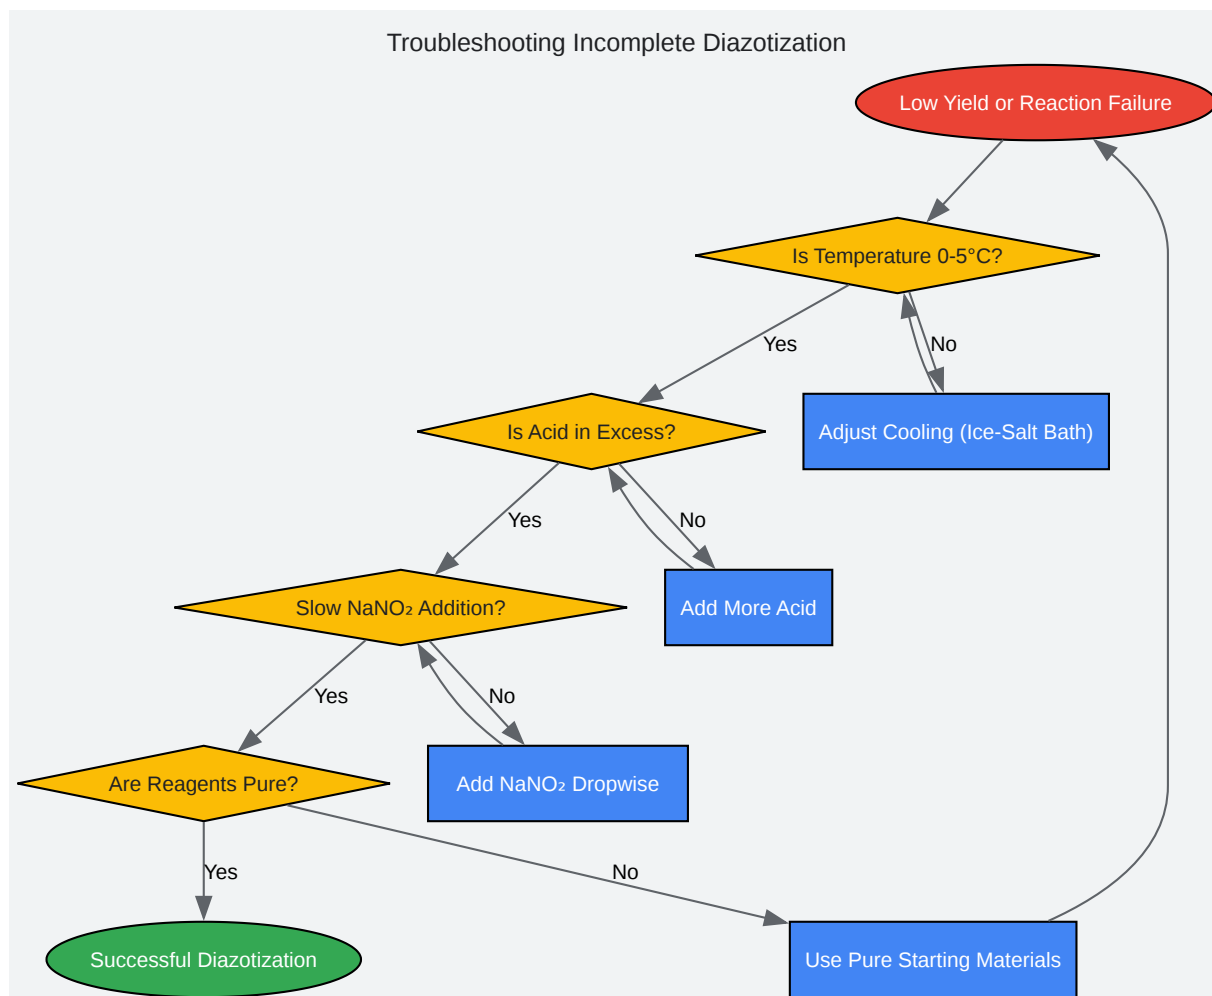 Troubleshooting Incomplete Diazotization
Low Yield or Reaction Failure
Is Temperature 0-5°C?
Yes
No
Is Acid in Excess?
Adjust Cooling (Ice-Salt Bath)
Yes
No
Slow NaNO₂ Addition?
Add More Acid
Yes
No
Are Reagents Pure?
Add NaNO₂ Dropwise
Yes
No
Successful Diazotization
Use Pure Starting Materials